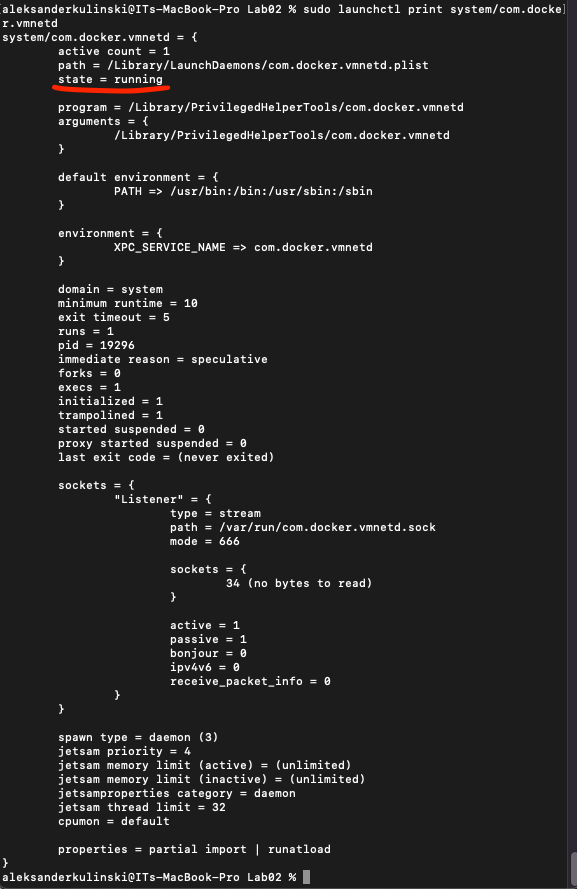 [aleksanderkulinski@ITs-MacBook-Pro Lab02 % sudo launchctl print system/com.docke]
r.vmnetd
system/com.docker.vmnetd = {
active count = 1
path = /Library/LaunchDaemons/com.docker.vmnetd.plist
state = running
program = /Library/PrivilegedHelperTools/com.docker.vmnetd
arguments = {
/Library/PrivilegedHelperTools/com.docker.vmnetd
}
default environment = {
PATH => /usr/bin:/bin:/usr/sbin:/sbin
}
environment = {
XPC_SERVICE_NAME => com.docker.vmnetd
}
domain = system
minimum runtime = 10
exit timeout = 5
runs = 1
pid = 19296
immediate reason = speculative
forks = 0
execs = 1
initialized = 1
trampolined = 1
started suspended = 0
proxy started suspended = 0
last exit code = (never exited)
sockets = {
"Listener" = {
type = stream
path = /var/run/com.docker.vmnetd.sock
mode = 666
sockets = {
34 (no bytes to read)
}
active = 1
passive = 1
bonjour = 0
ipv4v6 = 0
receive_packet_info = 0
}
}
spawn type = daemon (3)
jetsam priority = 4
jetsam memory limit (active) = (unlimited)
jetsam memory limit (inactive) = (unlimited)
jetsamproperties category = daemon
jetsam thread limit = 32
cpumon = default
properties = partial import | runatload
}
aleksanderkulinski@ITs-MacBook-Pro Lab02 %